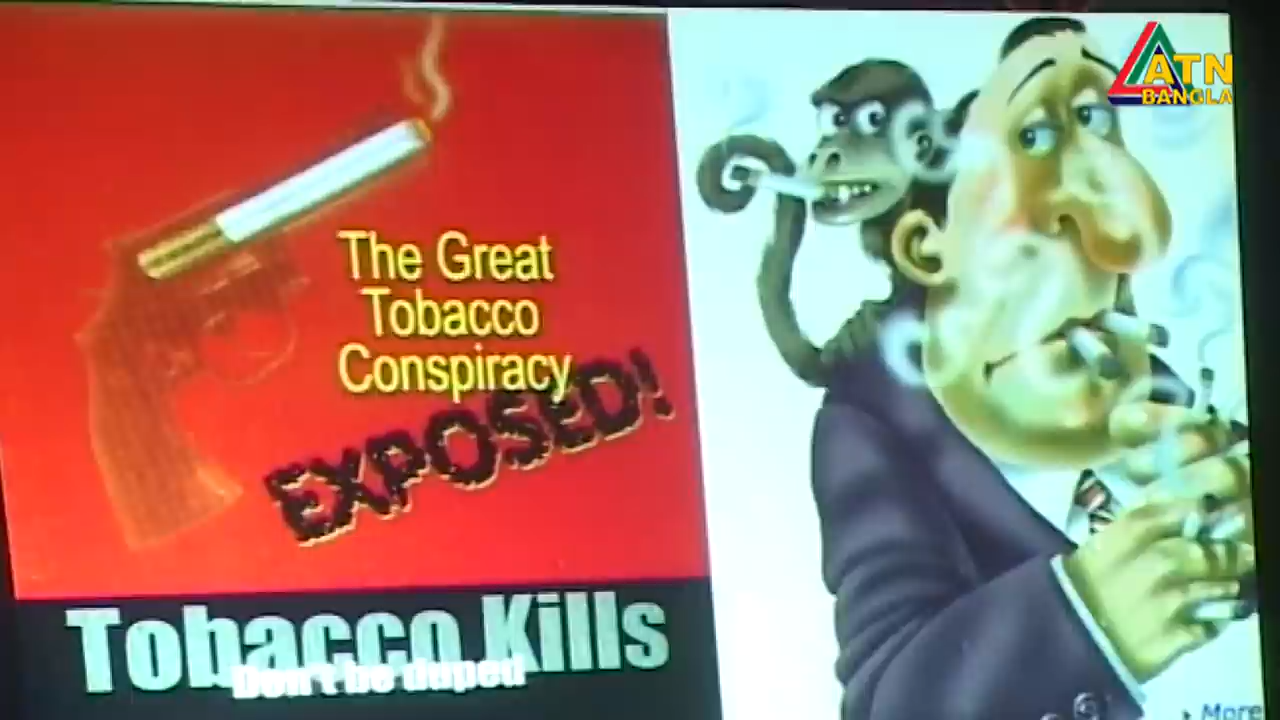 ATN
BANGLA
The Great
Tobacco
Conspiracy
EXPOSED!
Tobacco Kills
Don't be duped
More